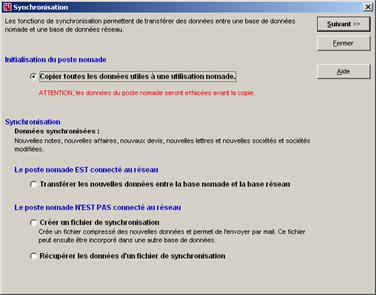 Synchronisation
Les fonctions de synchronisation permettent de transférer des données entre une base de données
nomade et une base de données réseau.
Suivant >>
Fermer
Aide
Initialisation du poste nomade
Copier toutes les données utiles à une utilisation nomade.
ATTENTION, les données du poste nomade seront effacées avant la copie.
Synchronisation
Données synchronisées :
Nouvelles notes, nouvelles affaires, nouvaux devis, nouvelles lettres et nouvelles sociétés et sociétés
modifiées.
Le poste nomade EST connecté au réseau
Transférer les nouvelles données entre la base nomade et la base réseau
Le poste nomade N'EST PAS connecté au réseau
Créer un fichier de synchronisation
Crée un fichier compressé des nouvelles données et permet de l'envoyer par mail. Ce fichier
peut ensuite être incorporé dans une autre base de données.
Récupérer les données d'un fichier de synchronisation